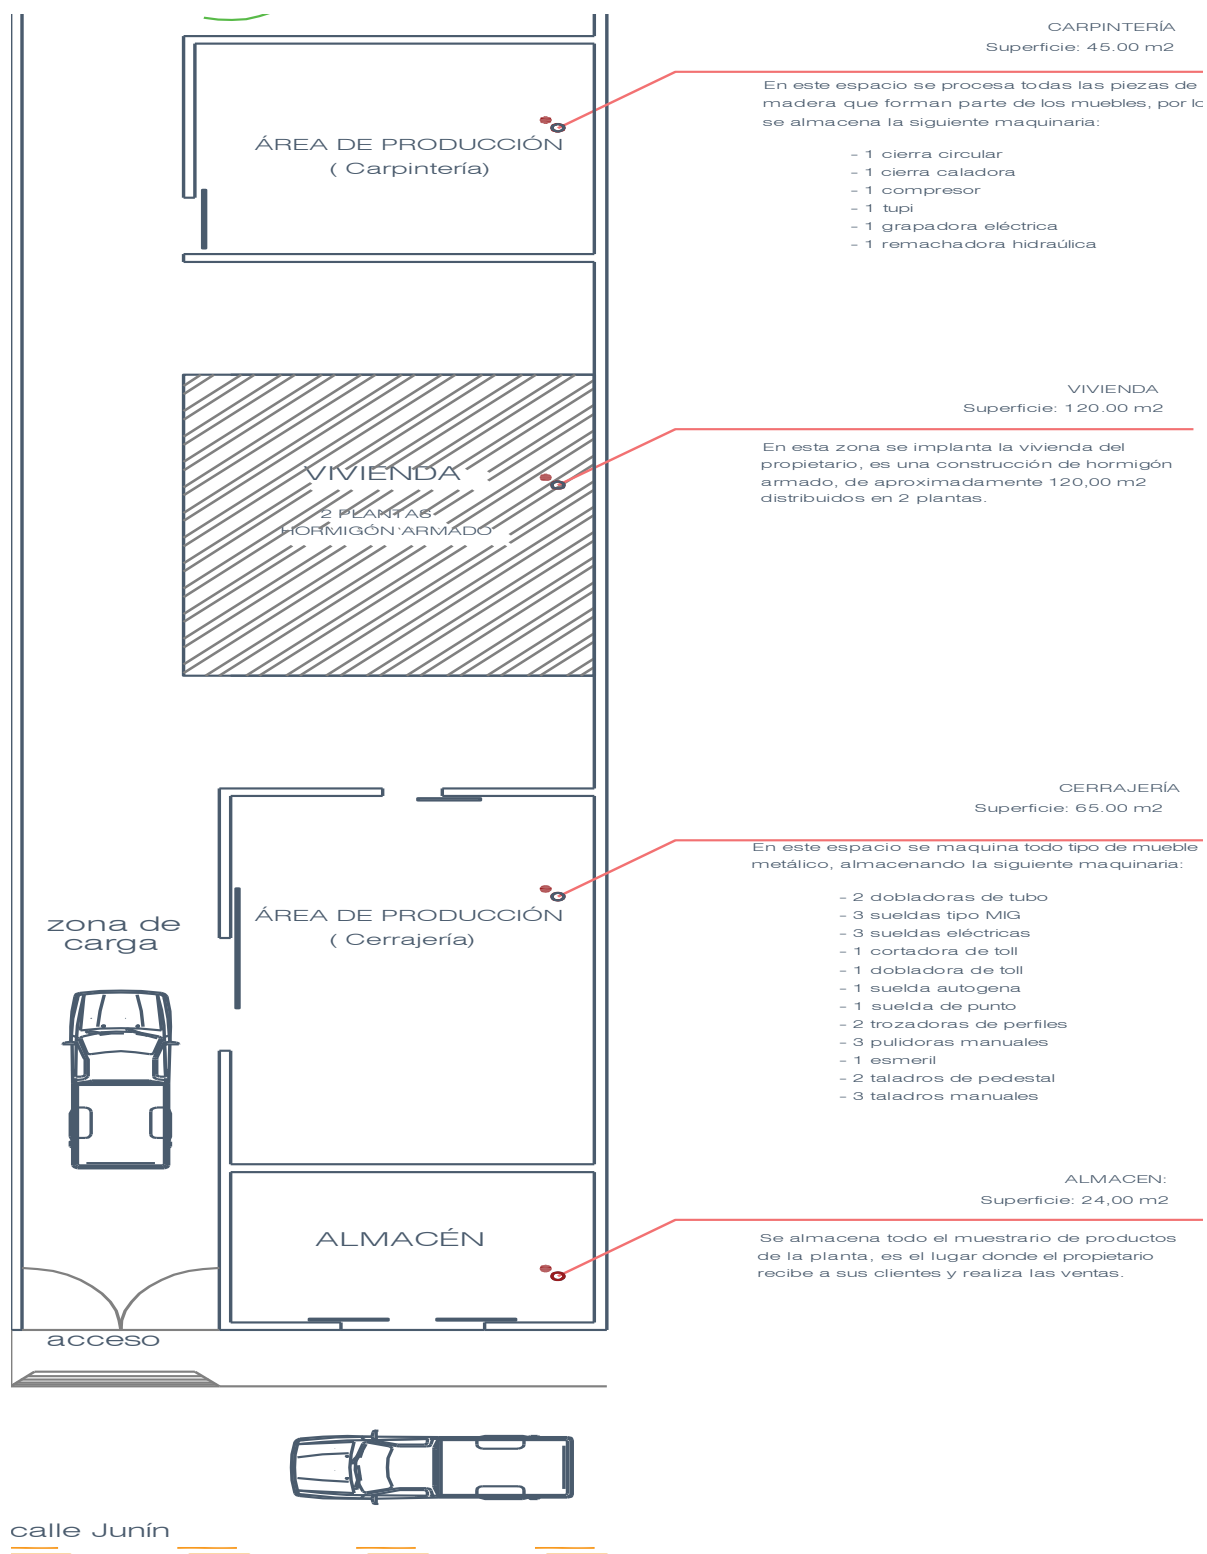 CARPINTERÍA
Superficie: 45.00 m2
En este espacio se procesa todas las piezas de
madera que forman parte de los muebles, por lo
se almacena la siguiente maquinaria:
- 1 cierra circular
- 1 cierra caladora
- 1 compresor
- 1 tupi
- 1 grapadora eléctrica
- 1 remachadora hidraúlica
ÁREA DE PRODUCCIÓN
( Carpintería)
VIVIENDA
Superficie: 120.00 m2
En esta zona se implanta la vivienda del
propietario, es una construcción de hormigón
armado, de aproximadamente 120,00 m2
distribuidos en 2 plantas.
VIVIENDA
2 PLANTAS
HORMIGÓN ARMADO
CERRAJERÍA
Superficie: 65.00 m2
En este espacio se maquina todo tipo de mueble
metálico, almacenando la siguiente maquinaria:
- 2 dobladoras de tubo
- 3 sueldas tipo MIG
- 3 sueldas eléctricas
- 1 cortadora de toll
- 1 dobladora de toll
- 1 suelda autogena
- 1 suelda de punto
- 2 trozadoras de perfiles
- 3 pulidoras manuales
- 1 esmeril
- 2 taladros de pedestal
- 3 taladros manuales
ÁREA DE PRODUCCIÓN
( Cerrajería)
zona de
carga
ALMACEN:
Superficie: 24,00 m2
Se almacena todo el muestrario de productos
de la planta, es el lugar donde el propietario
recibe a sus clientes y realiza las ventas.
ALMACÉN
acceso
calle Junín